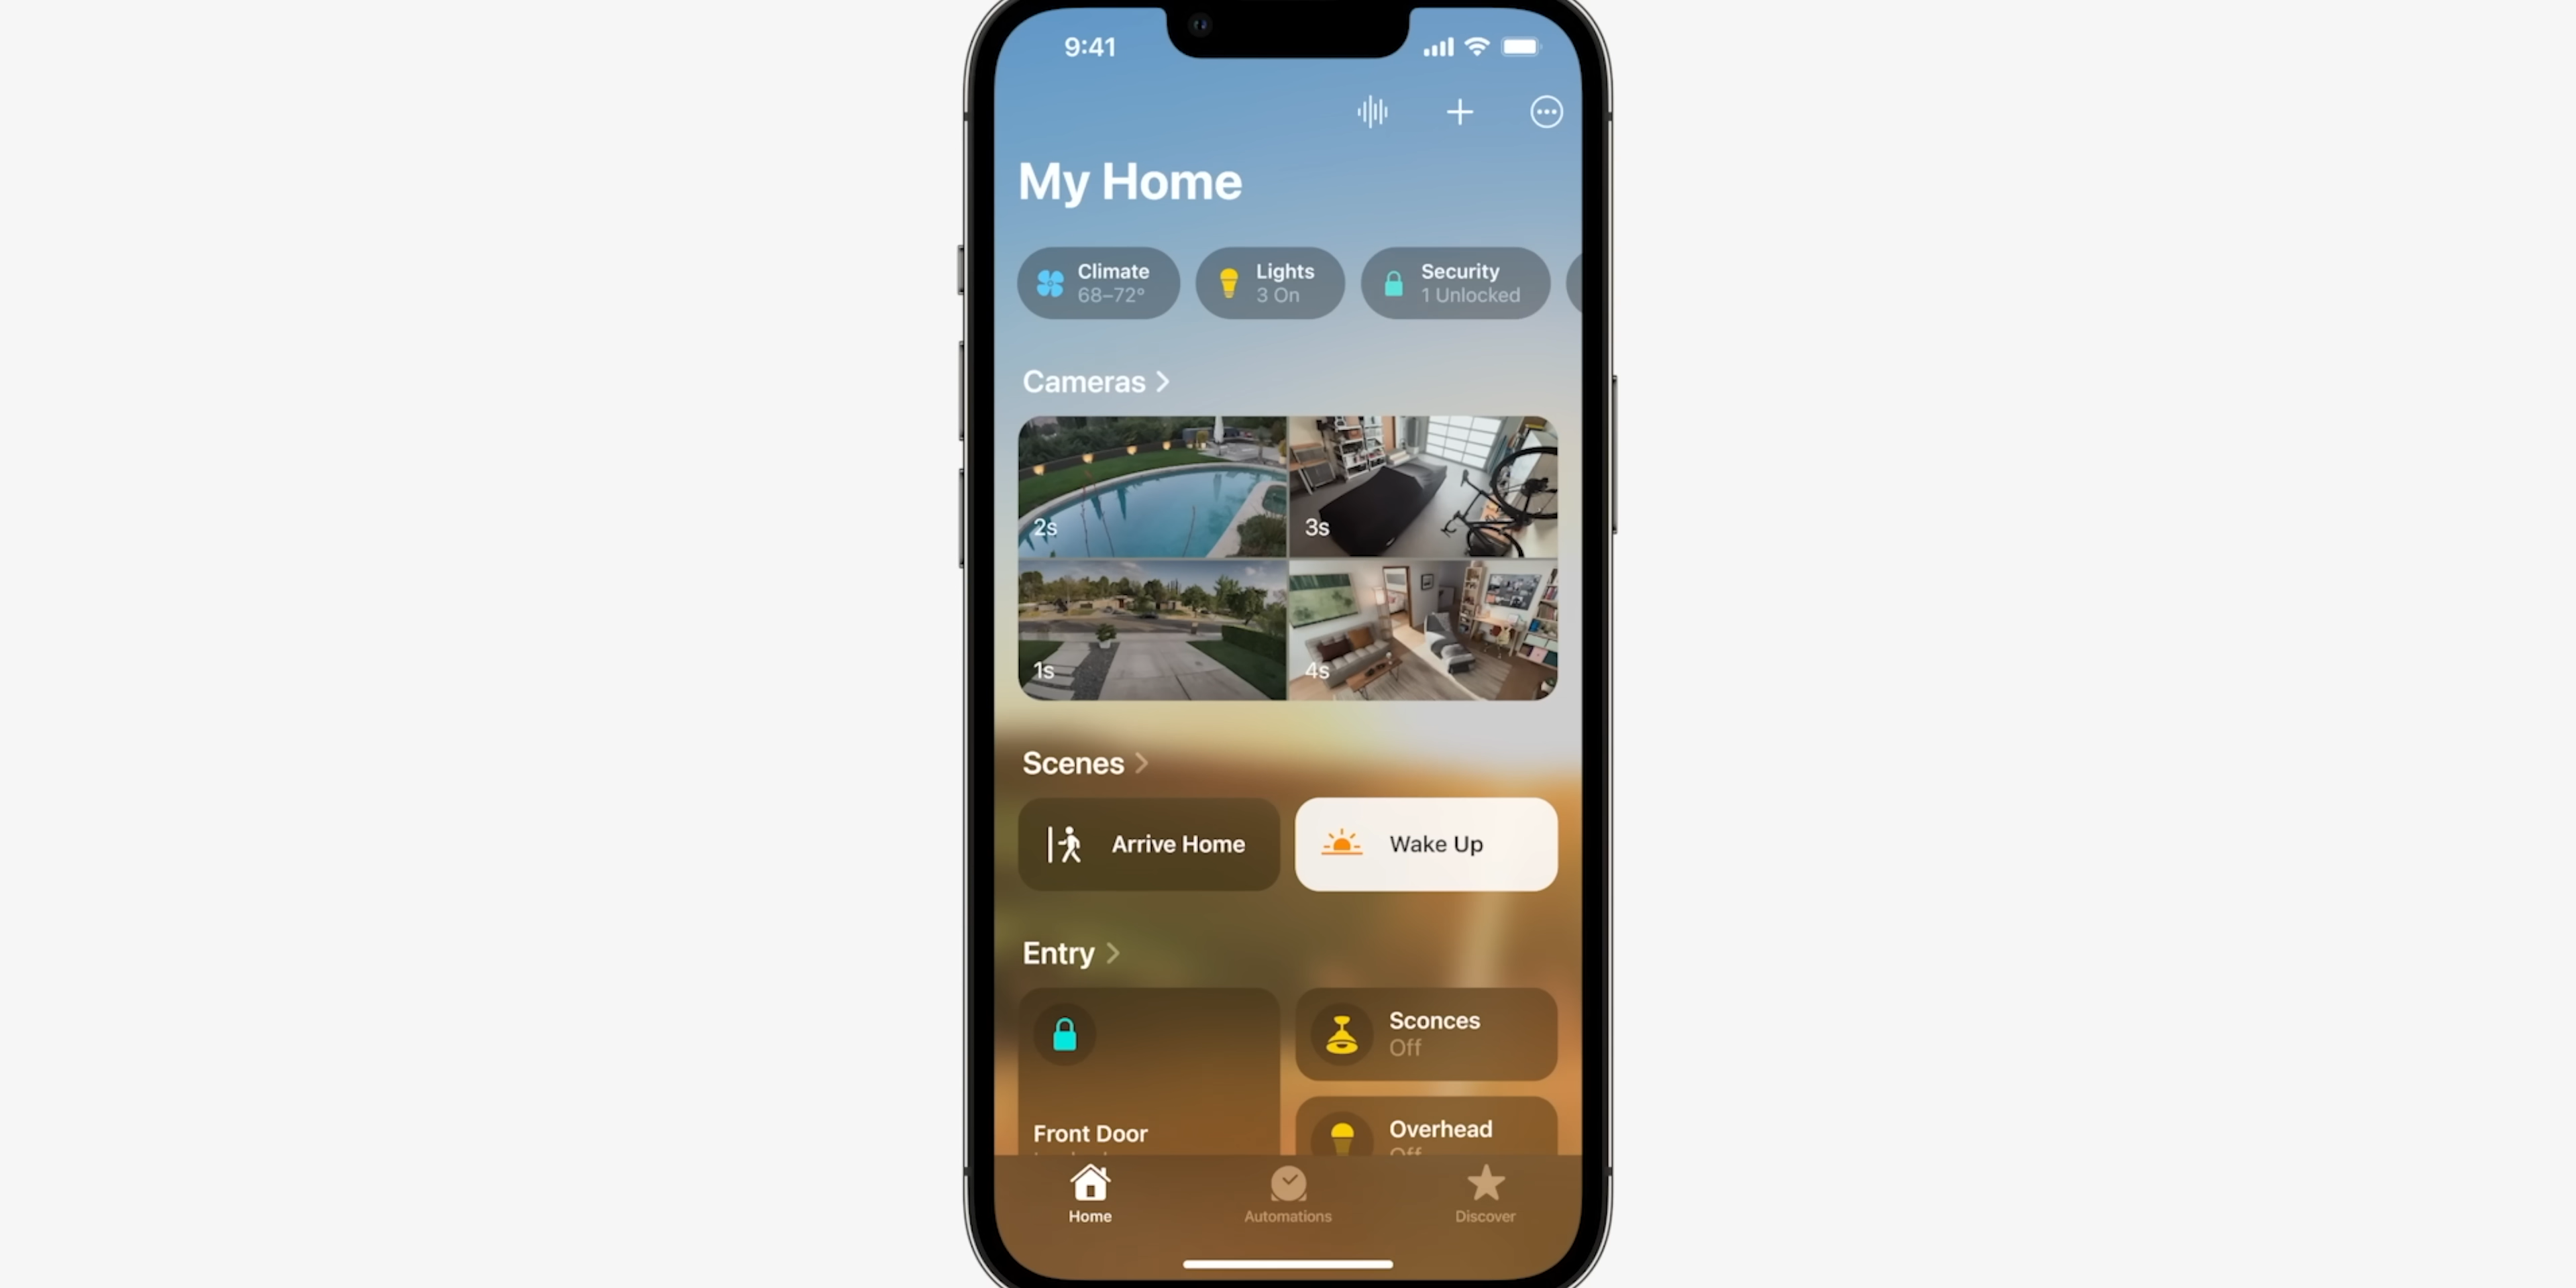 9:41
My Home
Climate
68–72°
Lights
3 On
Security
1 Unlocked
Cameras
2s
3s
1s
4s
Scenes
Arrive Home
Wake Up
Entry
Sconces
Off
Front Door
Overhead
Off
Home
Automations
Discover